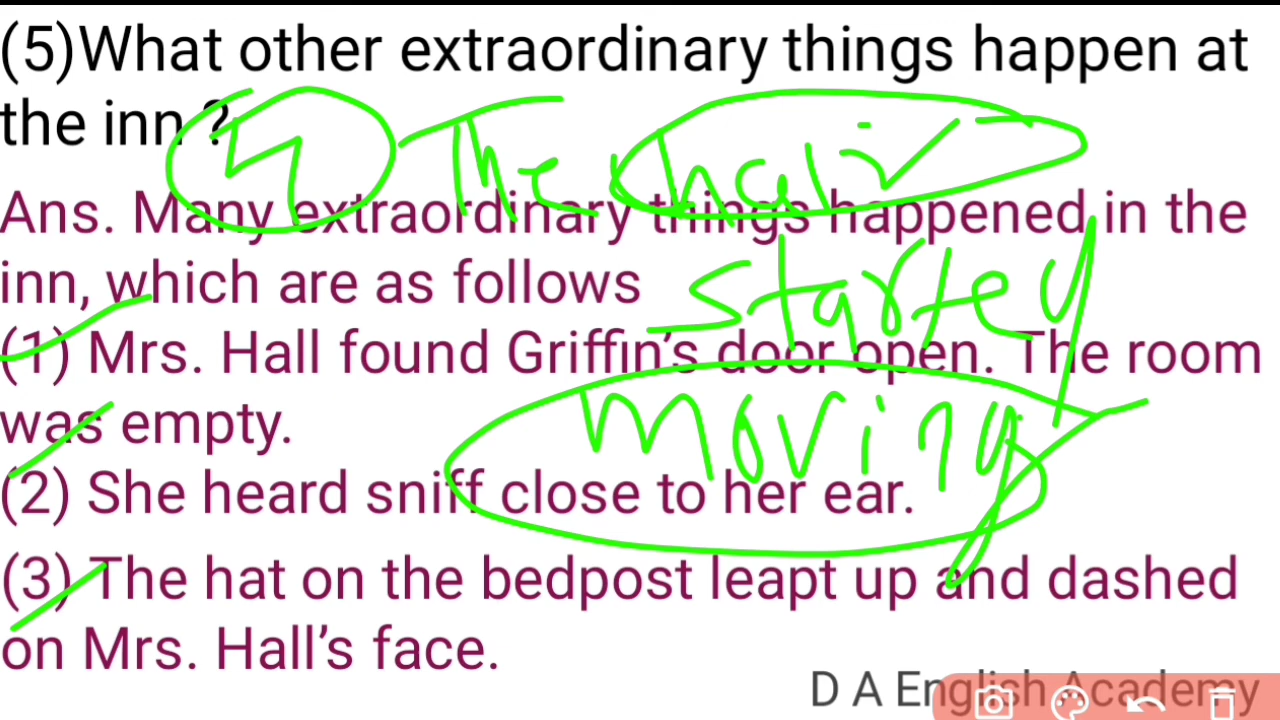 (5)What other extraordinary things happen at
the inn ?
4 The hair
started
moving
Ans. Many extraordinary things happened in the
inn, which are as follows
(1) Mrs. Hall found Griffin's door open. The room
was empty.
(2) She heard sniff close to her ear.
(3) The hat on the bedpost leapt up and dashed
on Mrs. Hall's face.
D A English Academy